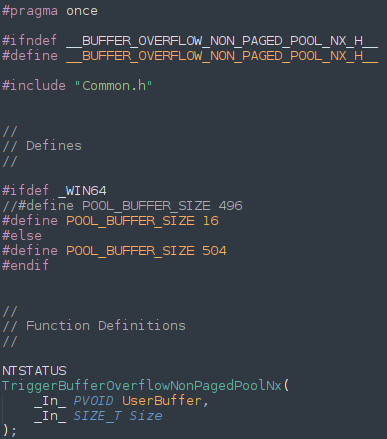 #pragma once
#ifndef __BUFFER_OVERFLOW_NON_PAGED_POOL_NX_H__
#define __BUFFER_OVERFLOW_NON_PAGED_POOL_NX_H__
#include "Common.h"
//
// Defines
//
#ifdef _WIN64
//#define POOL_BUFFER_SIZE 496
#define POOL_BUFFER_SIZE 16
#else
#define POOL_BUFFER_SIZE 504
#endif
//
// Function Definitions
//
NTSTATUS
TriggerBufferOverflowNonPagedPoolNx(
    _In_ PVOID UserBuffer,
    _In_ SIZE_T Size
);